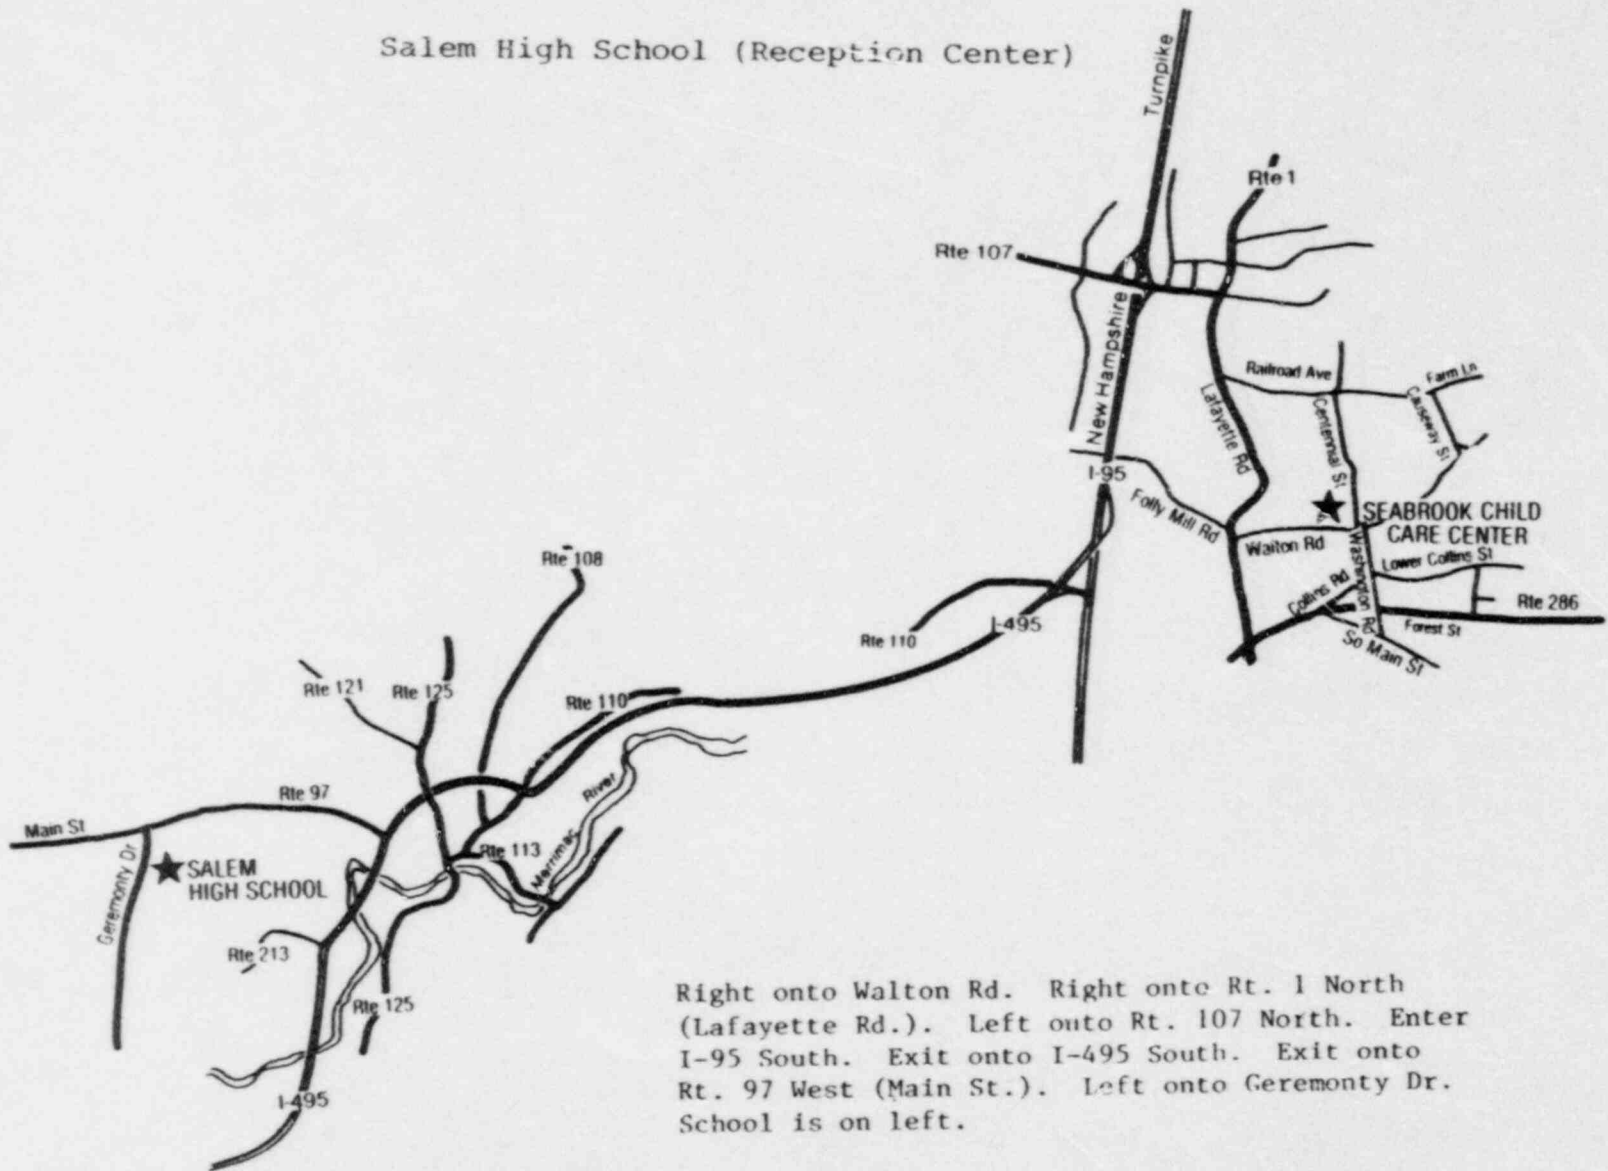 Salem High School (Reception Center)
Turnpike
Rte 1
Rte 107
New Hampshire
Railroad Ave
Farm Ln
Causeway St
Centennial St
Lafayette Rd
I-95
Folly Mill Rd
SEABROOK CHILD
CARE CENTER
Walton Rd
Washington Rd
Lower Collins St
Collins Rd
Rte 286
Forest St
So Main St
Rte 108
I-495
Rte 110
Rte 121
Rte 125
Rte 110
River
Merrimac
Rte 97
Main St
Rte 113
Geremonty Dr
SALEM
HIGH SCHOOL
Rte 213
Rte 125
I-495
Right onto Walton Rd. Right onto Rt. 1 North
(Lafayette Rd.). Left onto Rt. 107 North. Enter
I-95 South. Exit onto I-495 South. Exit onto
Rt. 97 West (Main St.). Left onto Geremonty Dr.
School is on left.